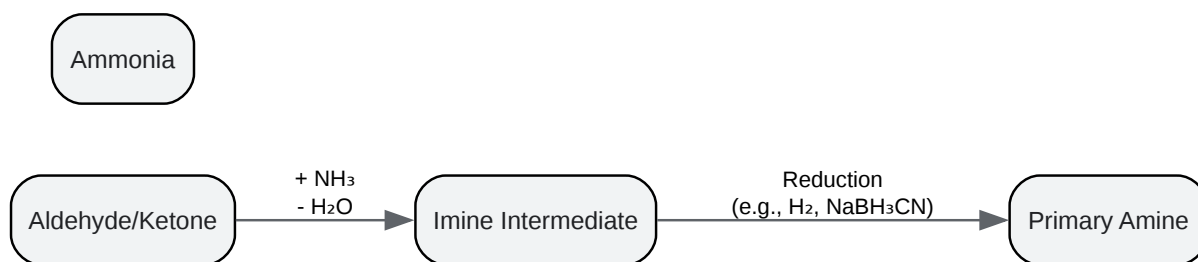 Ammonia
Aldehyde/Ketone
+ NH₃
- H₂O
Imine Intermediate
Reduction
(e.g., H₂, NaBH₃CN)
Primary Amine